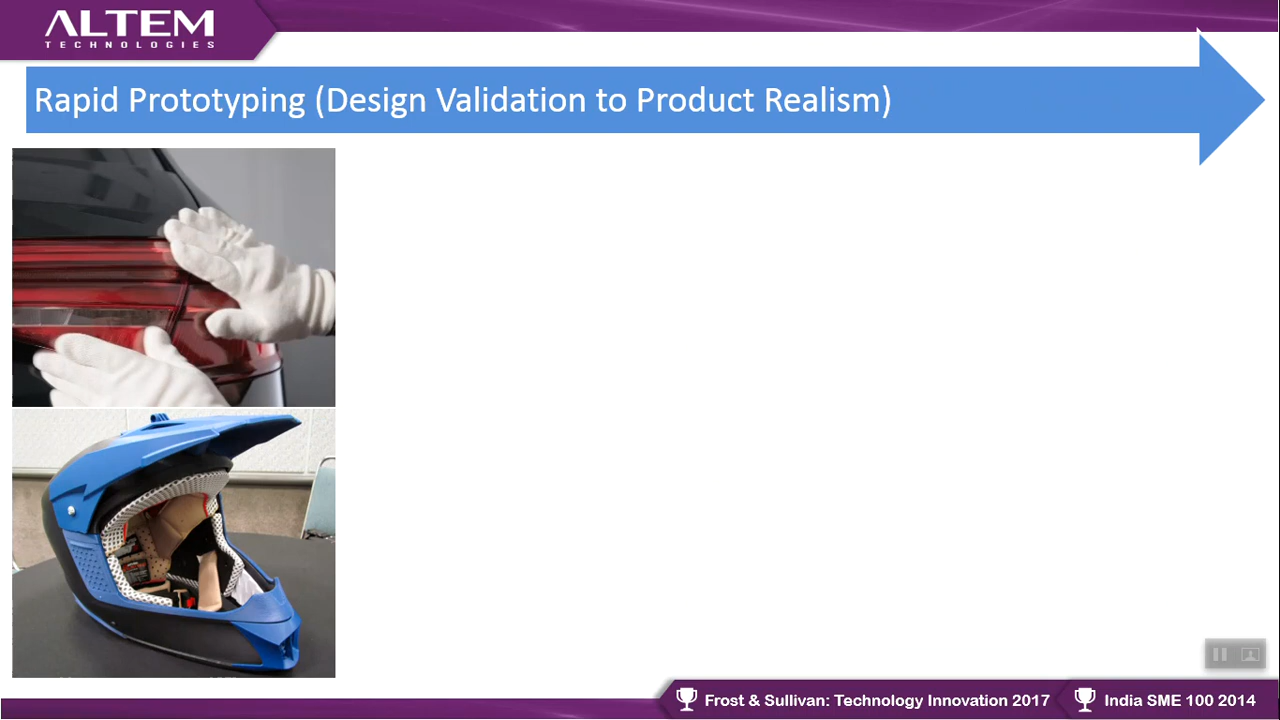 ALTEM
TECHNOLOGIES
Rapid Prototyping (Design Validation to Product Realism)
Frost & Sullivan: Technology Innovation 2017
India SME 100 2014